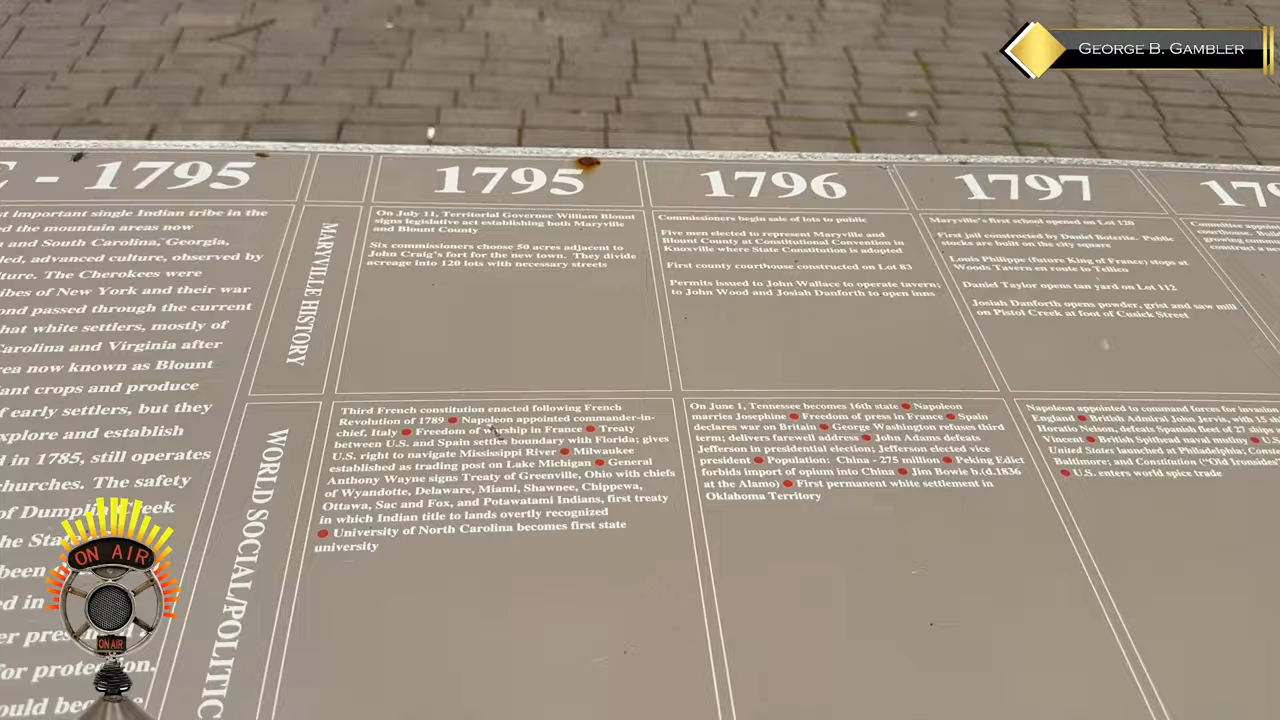 GEORGE B. GAMBLER
- 1795
1795
1796
1797
important single Indian tribe in the
the mountain areas now
and South Carolina, Georgia,
advanced culture, observed by
The Cherokees were
of New York and their war
passed through the current
that white settlers, mostly of
Carolina and Virginia after
now known as Blount
crops and produce
early settlers, but they
explore and establish
in 1785, still operates
churches. The safety
of Dumplin Creek
been
for protection.
MARYVILLE HISTORY
On July 11, Territorial Governor William Blount
signs legislative act establishing both Maryville
and Blount County
Six commissioners choose 50 acres adjacent to
John Craig's fort for the new town. They divide
acreage into 120 lots with necessary streets
Commissioners begin sale of lots to public
Five men elected to represent Maryville and
Blount County at Constitutional Convention in
Knoxville where State Constitution is adopted
First county courthouse constructed on Lot 83
Permits issued to John Wallace to operate tavern;
to John Wood and Josiah Danforth to open inns
Maryville's first school opened on Lot 120
First jail constructed by Daniel Boterite. Public
stocks are built on the city square
Louis Philippe (future King of France) stops at
Woods Tavern en route to Tellico
Daniel Taylor opens tan yard on Lot 112
Josiah Danforth opens powder, grist and saw mill
on Pistol Creek at foot of Cusick Street
Committee
courthouse.
growing
construct
WORLD SOCIAL/POLITIC
Third French constitution enacted following French
Revolution of 1789 ● Napoleon appointed commander-in-
chief, Italy ● Freedom of worship in France ● Treaty
between U.S. and Spain settles boundary with Florida; gives
U.S. right to navigate Mississippi River ● Milwaukee
established as trading post on Lake Michigan ● General
Anthony Wayne signs Treaty of Greenville, Ohio with chiefs
of Wyandotte, Delaware, Miami, Shawnee, Chippewa,
Ottawa, Sac and Fox, and Potawatami Indians, first treaty
in which Indian title to lands overtly recognized
● University of North Carolina becomes first state
university
On June 1, Tennessee becomes 16th state ● Napoleon
marries Josephine ● Freedom of press in France ● Spain
declares war on Britain ● George Washington refuses third
term; delivers farewell address ● John Adams defeats
Jefferson in presidential election; Jefferson elected vice
president ● Population: China - 275 million ● Peking Edict
forbids import of opium into China ● Jim Bowie b.(d.1836
at the Alamo) ● First permanent white settlement in
Oklahoma Territory
Napoleon appointed to command forces for invasion
England ● British Admiral John Jervis, with 15
Horatio Nelson, defeats Spanish fleet of 27 ships
Vincent ● British Spithead naval mutiny ● U.S.
United States launched at Philadelphia;
Baltimore; and Constitution ("Old Ironsides
● U.S. enters world spice trade
ON AIR
ON AIR